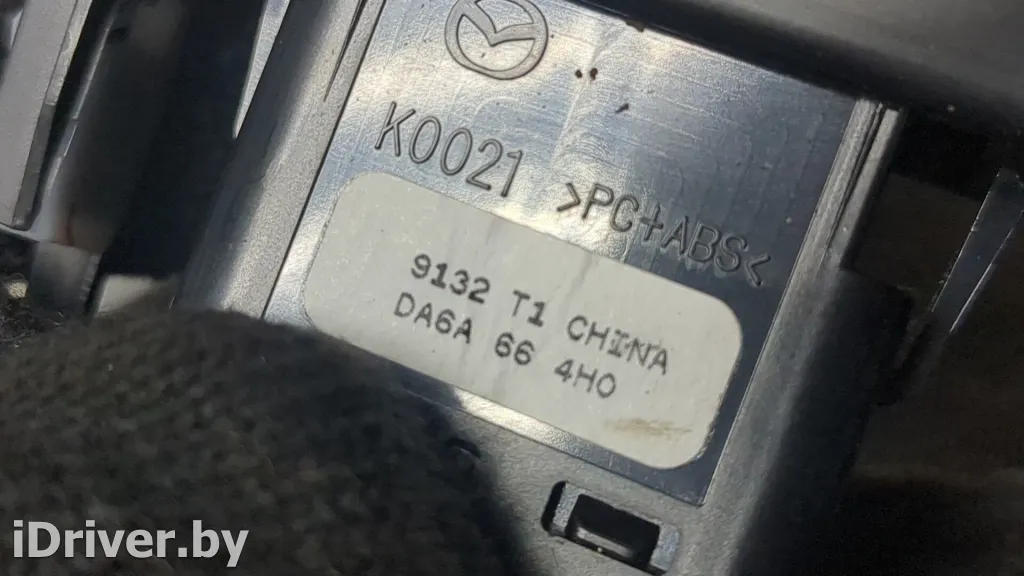 K0021 >PC+ABS<
9132 T1 CHINA
DA6A 66 4H0
iDriver.by